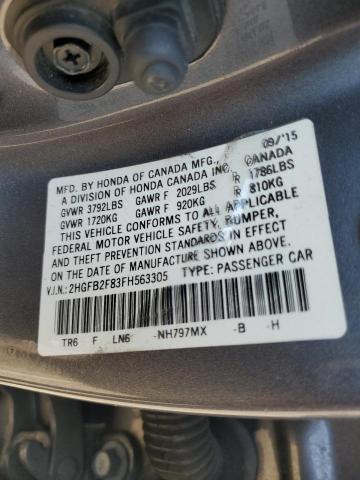 MFD. BY HONDA OF CANADA MFG., 09/'15
A DIVISION OF HONDA CANADA INC. CANADA
GVWR 3792LBS GAWR F 2029LBS R 1786LBS
GVWR 1720KG GAWR F 920KG R 810KG
THIS VEHICLE CONFORMS TO ALL APPLICABLE
FEDERAL MOTOR VEHICLE SAFETY, BUMPER,
AND THEFT PREVENTION STANDARDS IN EFFECT
ON THE DATE OF MANUFACTURE SHOWN ABOVE.
V.I.N.: 2HGFB2F83FH563305 TYPE: PASSENGER CAR
TR6 F LN6 -NH797MX -B -H